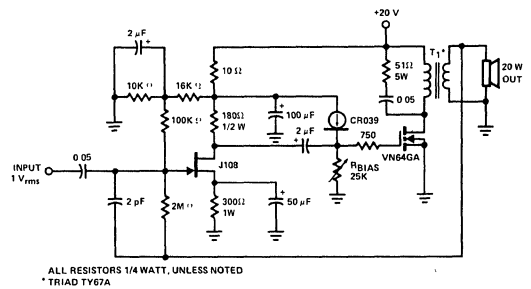 +20 V
2 µF
+
T₁*
10Ω
51Ω
5W
20 W
OUT
10K Ω
16K Ω
0 05
180Ω
1/2 W
+
100 µF
CR039
100K Ω
2 µF
+
750
VN64GA
INPUT
1 Vrms
0 05
J108
RBIAS
25K
2 pF
2M Ω
300Ω
1W
+
50 µF
ALL RESISTORS 1/4 WATT, UNLESS NOTED
* TRIAD TY67A